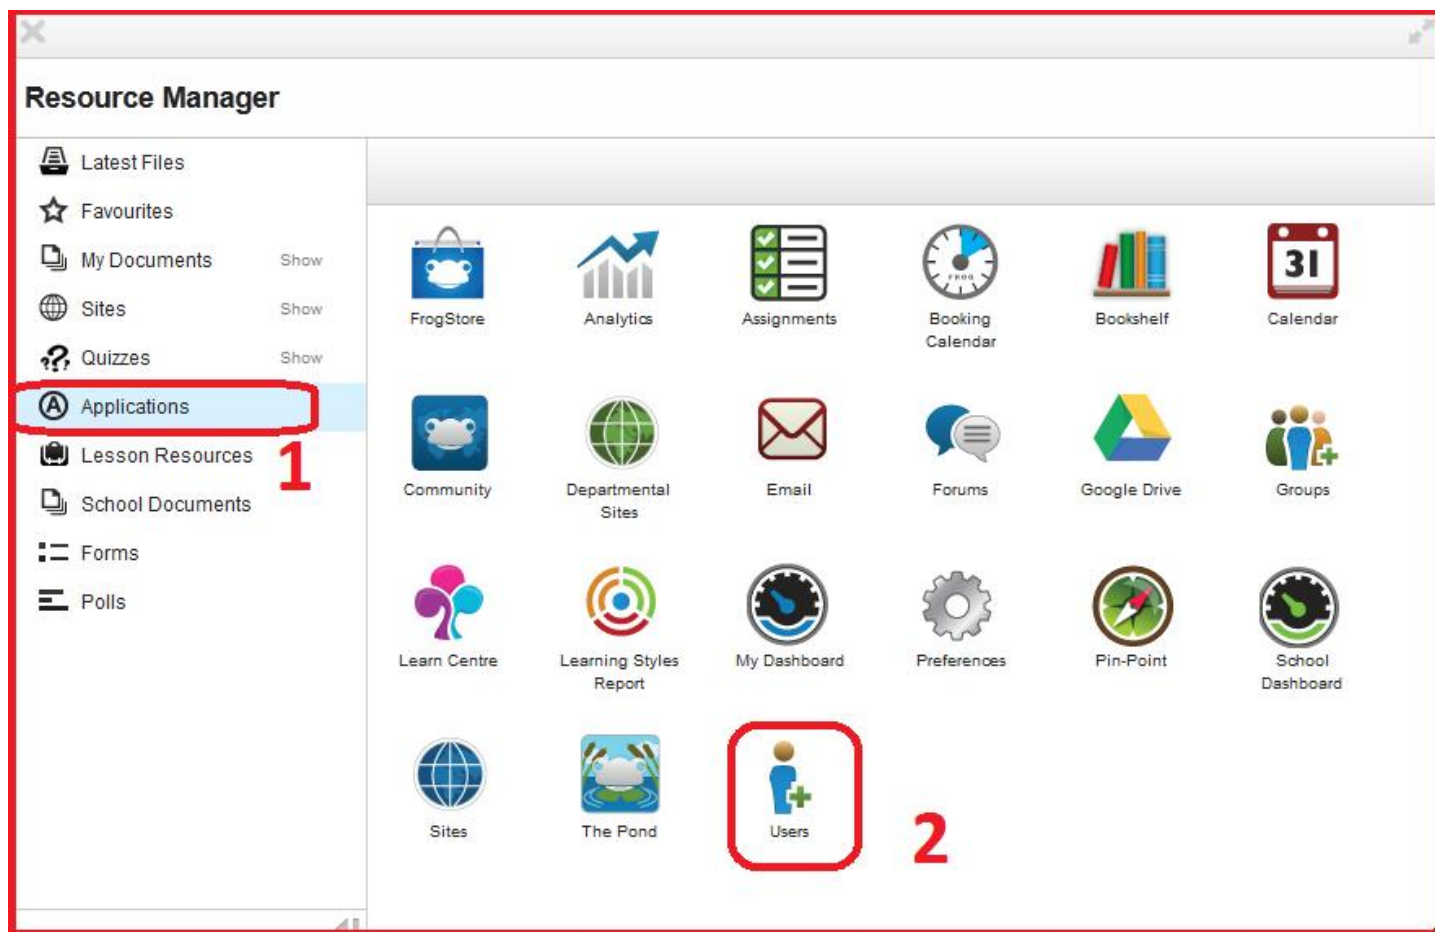 Resource Manager
Latest Files
Favourites
My Documents Show
Sites Show
Quizzes Show
Applications
1
Lesson Resources
School Documents
Forms
Polls
FrogStore
Analytics
Assignments
FROG
Booking
Calendar
Bookshelf
31
Calendar
Community
Departmental
Sites
Email
Forums
Google Drive
Groups
Learn Centre
Learning Styles
Report
My Dashboard
Preferences
Pin-Point
School
Dashboard
Sites
The Pond
Users
2